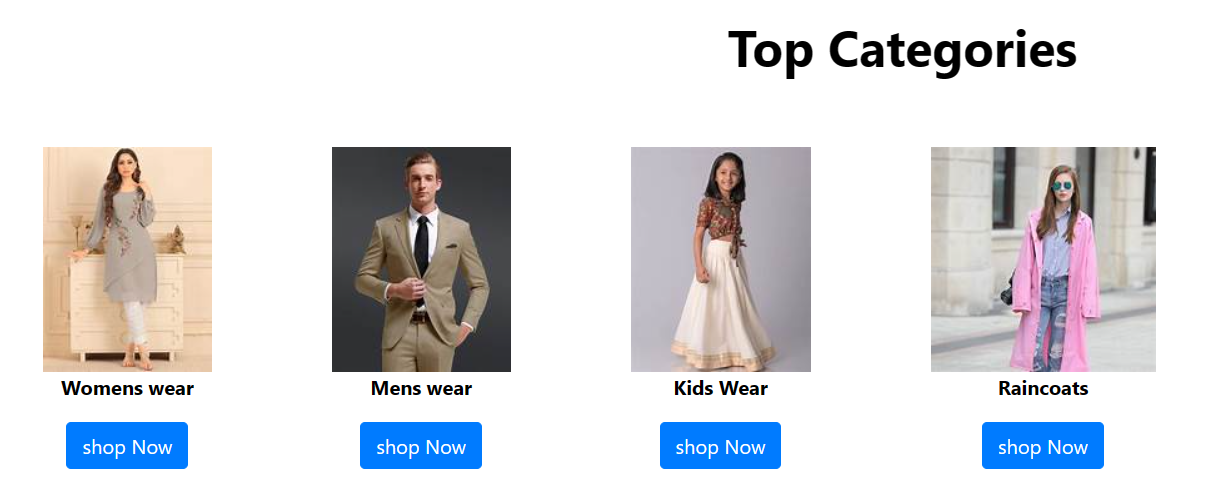 Top Categories
Womens wear
Mens wear
Kids Wear
Raincoats
shop Now
shop Now
shop Now
shop Now